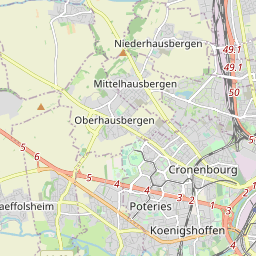 Niederhausbergen
49.1
49.1
Mittelhausbergen
50
Oberhausbergen
6
5
5
4
4
4
3
2
1
1
3
2
Cronenbourg
aeffolsheim
Poteries
Koenigshoffen